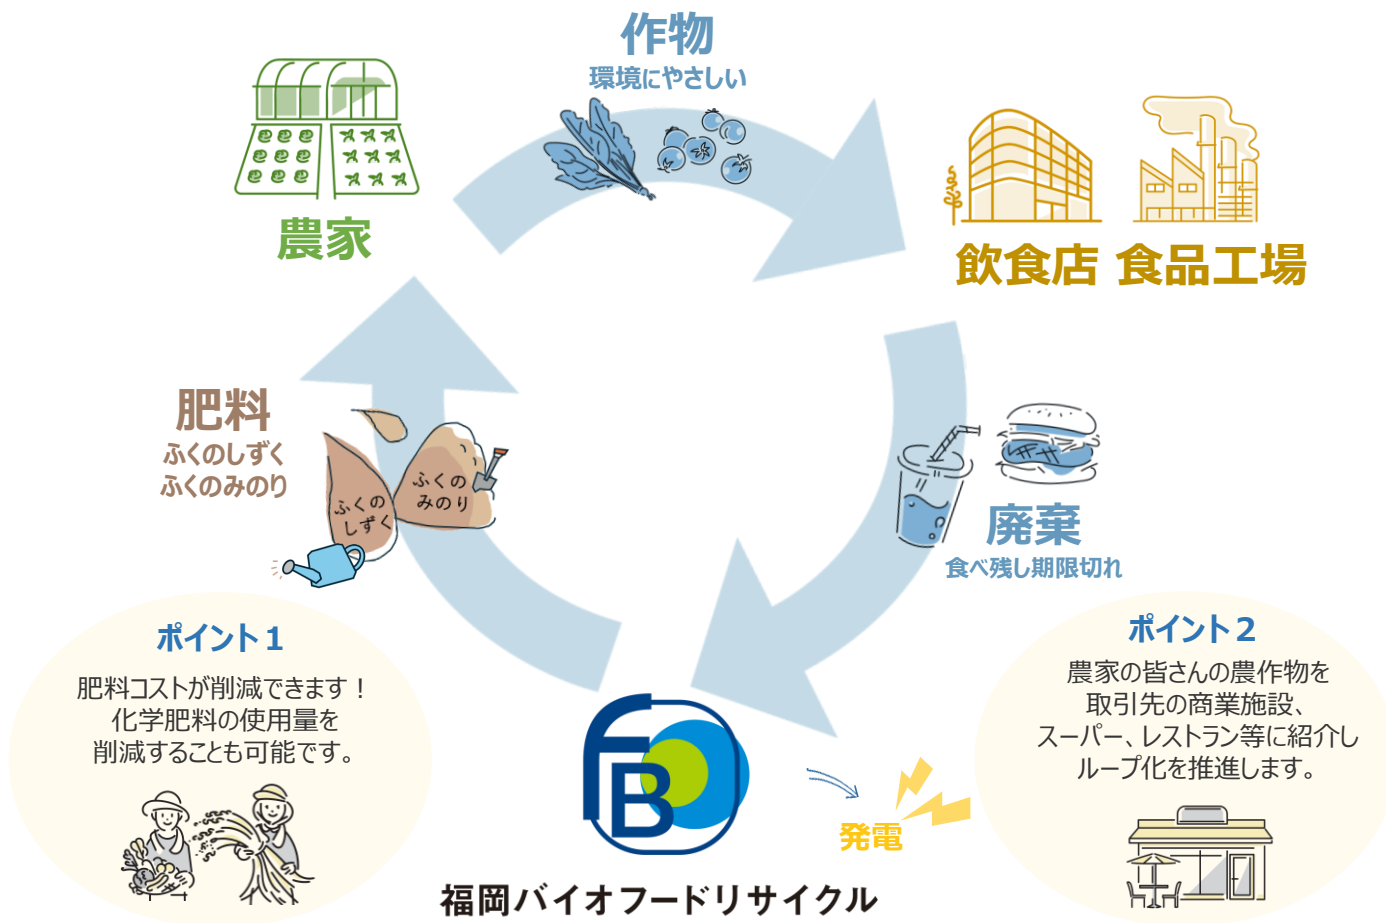 作物
環境にやさしい
農家
飲食店 食品工場
肥料
ふくのしずく
ふくのみのり
ふくの
しずく
ふくの
みのり
廃棄
食べ残し期限切れ
ポイント1
肥料コストが削減できます！
化学肥料の使用量を
削減することも可能です。
ポイント2
農家の皆さんの農作物を
取引先の商業施設、
スーパー、レストラン等に紹介し
ループ化を推進します。
FB
発電
福岡バイオフードリサイクル